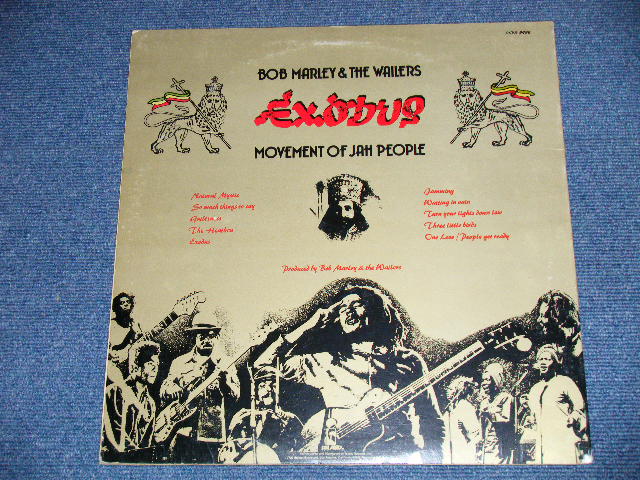 BOB MARLEY & THE WAILERS
Exodus
MOVEMENT OF JAH PEOPLE
Natural Mystic
So much things to say
Guiltiness
The Heathen
Exodus
Jamming
Waiting in vain
Turn your lights down low
Three little birds
One Love / People get ready
Produced by Bob Marley & the Wailers